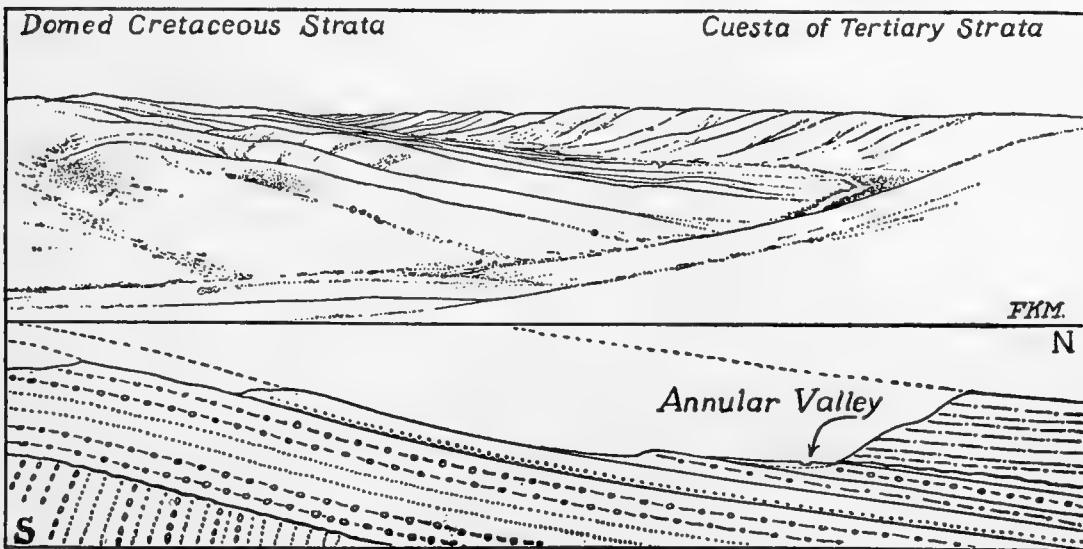 Domed Cretaceous Strata
Cuesta of Tertiary Strata
FKM.
N
Annular Valley
S